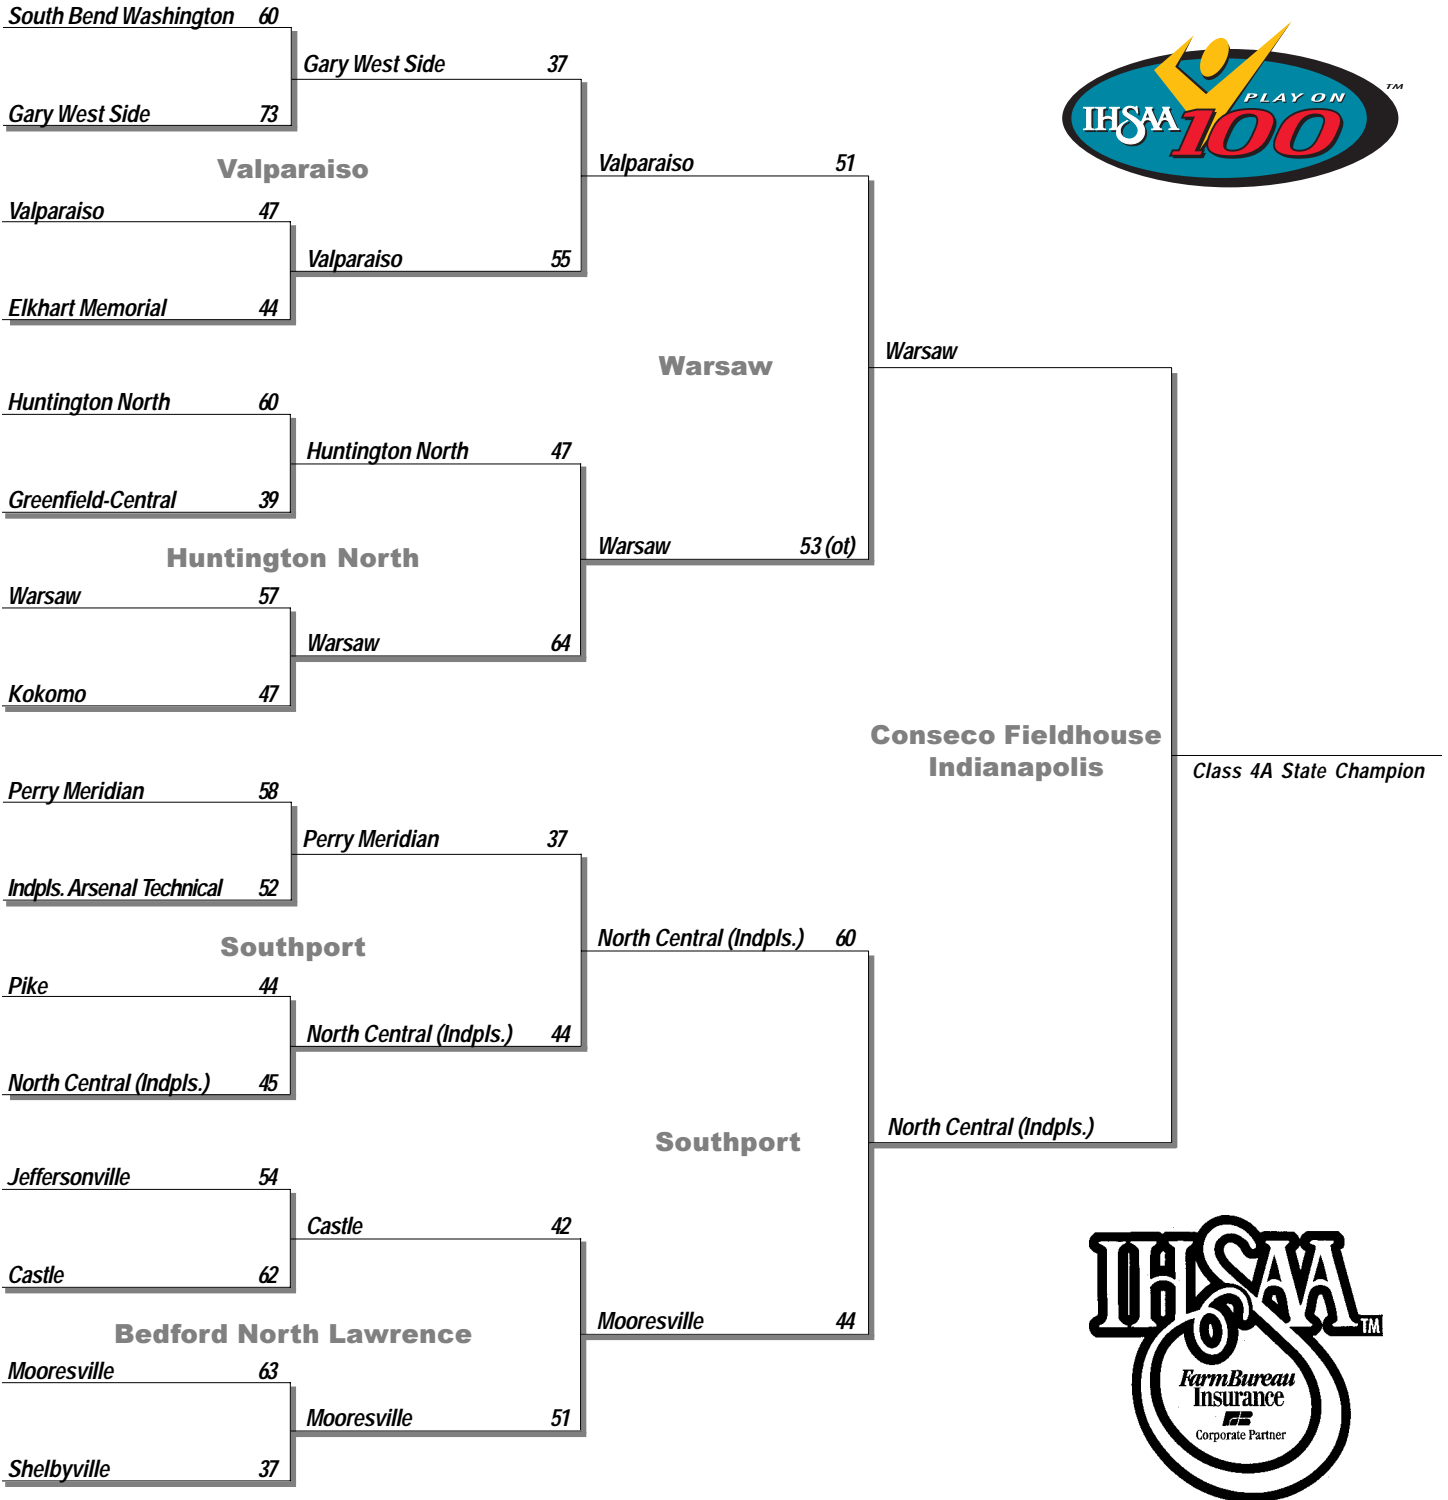 South Bend Washington 60
Gary West Side 37
Gary West Side 73
Valparaiso
Valparaiso 51
Valparaiso 47
Valparaiso 55
Elkhart Memorial 44
IHSAA 100 PLAY ON TM
Warsaw
Warsaw
Huntington North 60
Huntington North 47
Greenfield-Central 39
Huntington North
Warsaw 53 (ot)
Warsaw 57
Warsaw 64
Kokomo 47
Conseco Fieldhouse
Indianapolis
Class 4A State Champion
Perry Meridian 58
Perry Meridian 37
Indpls. Arsenal Technical 52
Southport
North Central (Indpls.) 60
Pike 44
North Central (Indpls.) 44
North Central (Indpls.) 45
Southport
North Central (Indpls.)
Jeffersonville 54
Castle 42
Castle 62
Bedford North Lawrence
Mooresville 44
Mooresville 63
Mooresville 51
Shelbyville 37
IHSAA TM
FarmBureau
Insurance
Corporate Partner